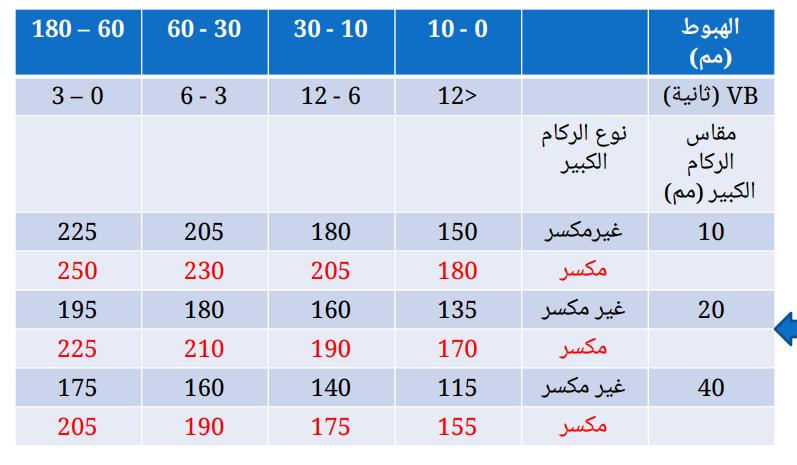 الهبوط (مم) 0 - 10 10 - 30 30 - 60 60 – 180
VB (ثانية) 12< 6 - 12 3 - 6 0 – 3
مقاس الركام الكبير (مم) نوع الركام الكبير
10 غيرمكسر 150 180 205 225
مكسر 180 205 230 250
20 غير مكسر 135 160 180 195
مكسر 170 190 210 225
40 غير مكسر 115 140 160 175
مكسر 155 175 190 205